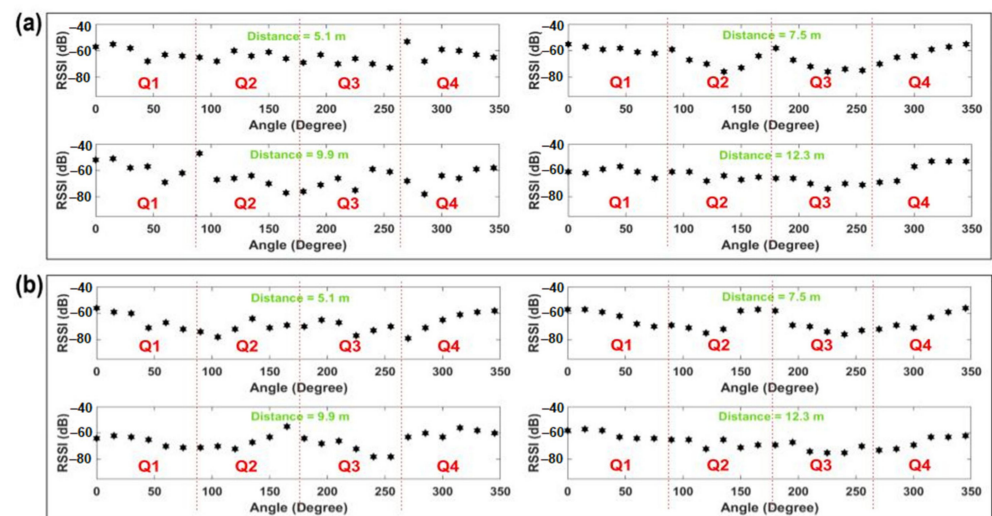 (a)
Distance = 5.1 m
RSSI (dB)
−40
−60
−80
Q1 Q2 Q3 Q4
0 50 100 150 200 250 300 350
Angle (Degree)
Distance = 7.5 m
RSSI (dB)
−40
−60
−80
Q1 Q2 Q3 Q4
0 50 100 150 200 250 300 350
Angle (Degree)
Distance = 9.9 m
RSSI (dB)
−40
−60
−80
Q1 Q2 Q3 Q4
0 50 100 150 200 250 300 350
Angle (Degree)
Distance = 12.3 m
RSSI (dB)
−40
−60
−80
Q1 Q2 Q3 Q4
0 50 100 150 200 250 300 350
Angle (Degree)
(b)
Distance = 5.1 m
RSSI (dB)
−40
−60
−80
Q1 Q2 Q3 Q4
0 50 100 150 200 250 300 350
Angle (Degree)
Distance = 7.5 m
RSSI (dB)
−40
−60
−80
Q1 Q2 Q3 Q4
0 50 100 150 200 250 300 350
Angle (Degree)
Distance = 9.9 m
RSSI (dB)
−40
−60
−80
Q1 Q2 Q3 Q4
0 50 100 150 200 250 300 350
Angle (Degree)
Distance = 12.3 m
RSSI (dB)
−40
−60
−80
Q1 Q2 Q3 Q4
0 50 100 150 200 250 300 350
Angle (Degree)